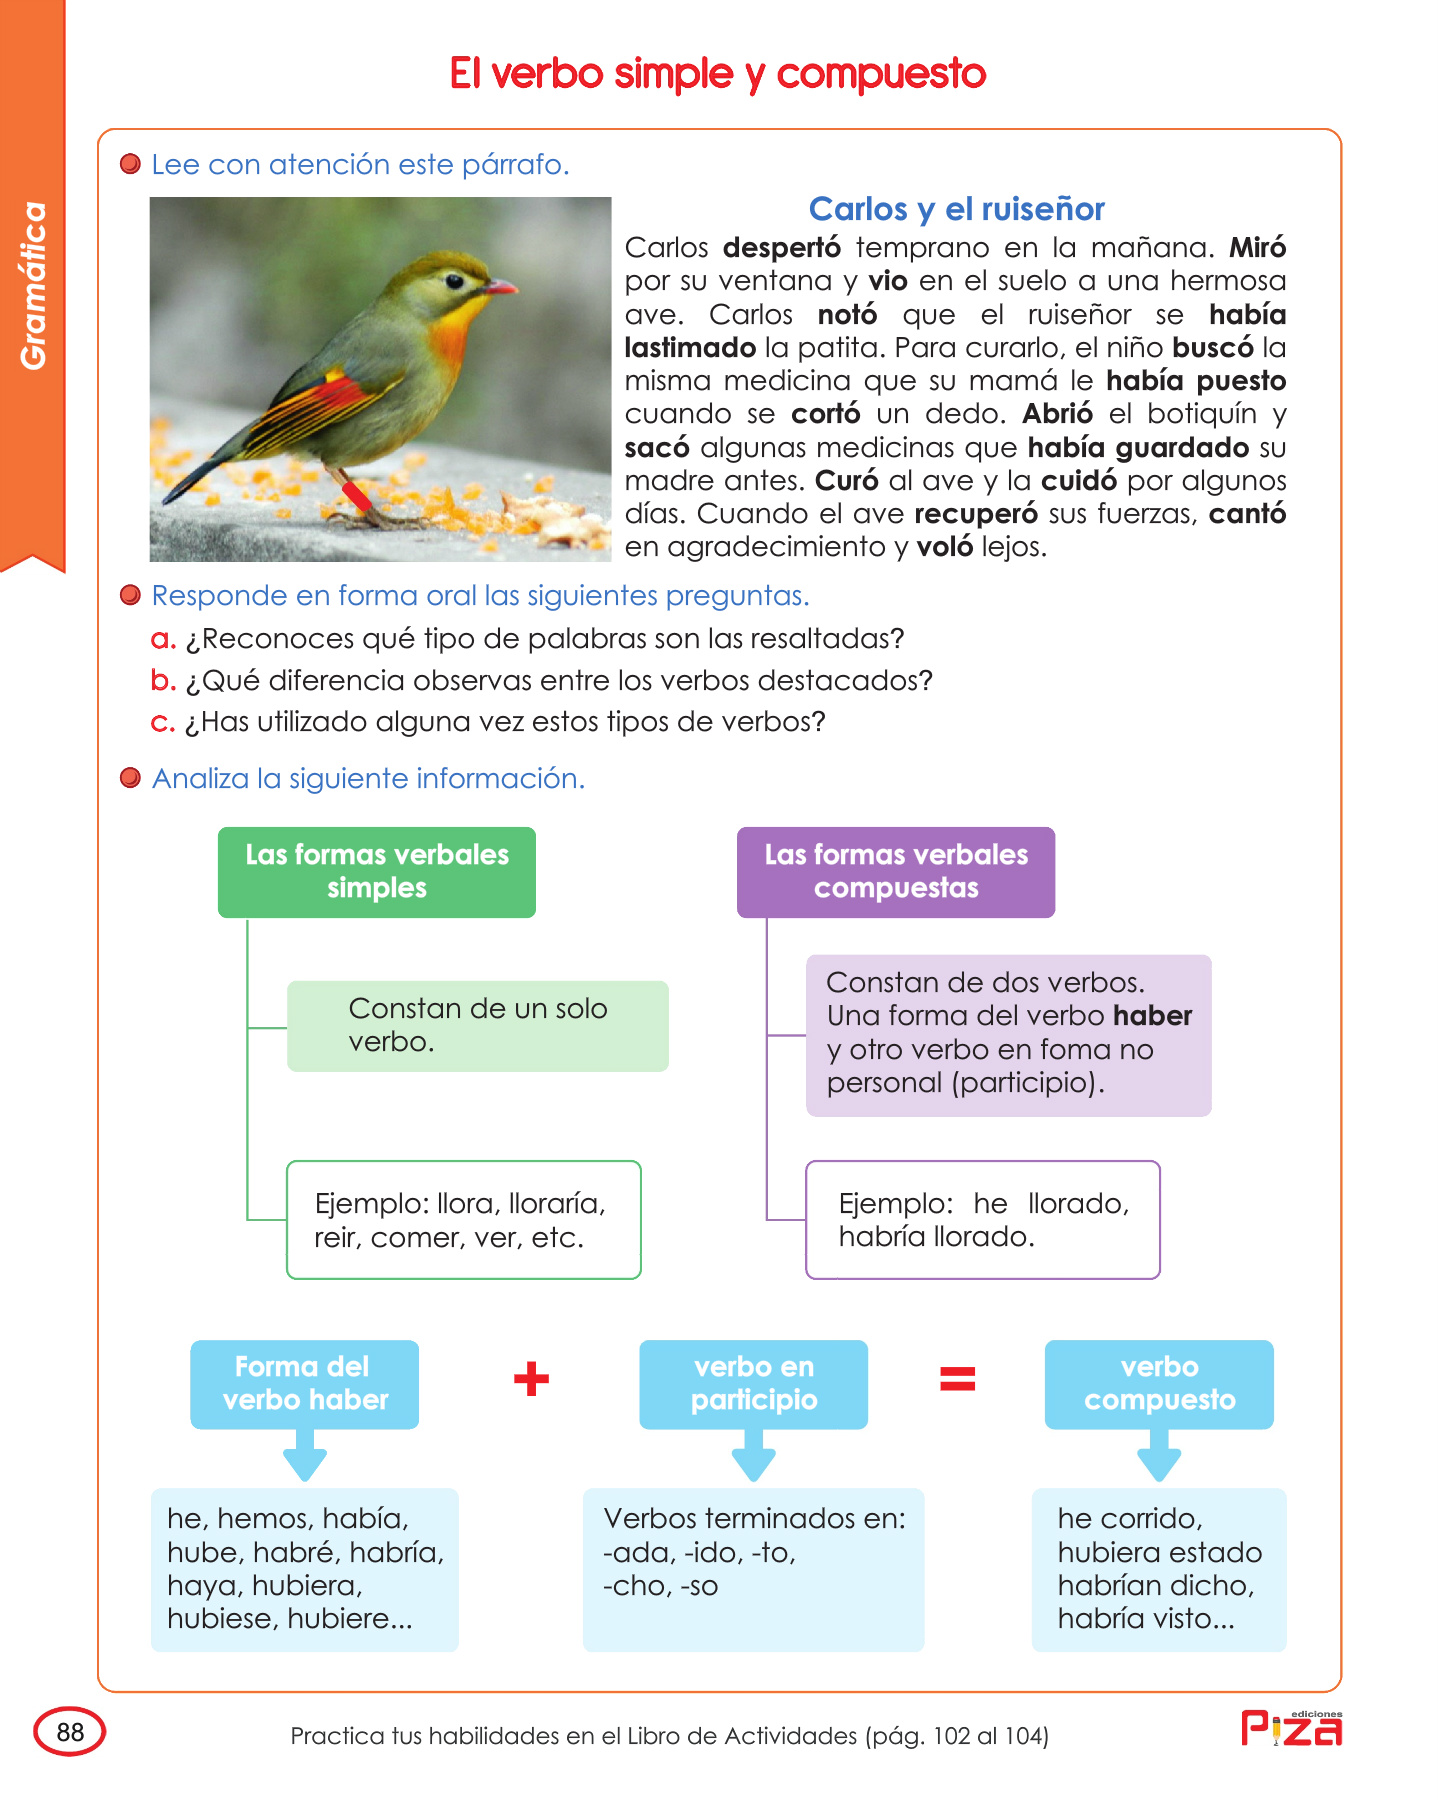 El verbo simple y compuesto
Gramática
Lee con atención este párrafo.
Carlos y el ruiseñor
Carlos despertó temprano en la mañana. Miró
por su ventana y vio en el suelo a una hermosa
ave. Carlos notó que el ruiseñor se había
lastimado la patita. Para curarlo, el niño buscó la
misma medicina que su mamá le había puesto
cuando se cortó un dedo. Abrió el botiquín y
sacó algunas medicinas que había guardado su
madre antes. Curó al ave y la cuidó por algunos
días. Cuando el ave recuperó sus fuerzas, cantó
en agradecimiento y voló lejos.
Responde en forma oral las siguientes preguntas.
a. ¿Reconoces qué tipo de palabras son las resaltadas?
b. ¿Qué diferencia observas entre los verbos destacados?
c. ¿Has utilizado alguna vez estos tipos de verbos?
Analiza la siguiente información.
Las formas verbales
simples
Constan de un solo
verbo.
Ejemplo: llora, lloraría,
reir, comer, ver, etc.
Las formas verbales
compuestas
Constan de dos verbos.
Una forma del verbo haber
y otro verbo en foma no
personal (participio).
Ejemplo: he llorado,
habría llorado.
Forma del
verbo haber
+
verbo en
participio
=
verbo
compuesto
he, hemos, había,
hube, habré, habría,
haya, hubiera,
hubiese, hubiere...
Verbos terminados en:
-ada, -ido, -to,
-cho, -so
he corrido,
hubiera estado
habrían dicho,
habría visto...
88
Practica tus habilidades en el Libro de Actividades (pág. 102 al 104)
ediciones
Piza